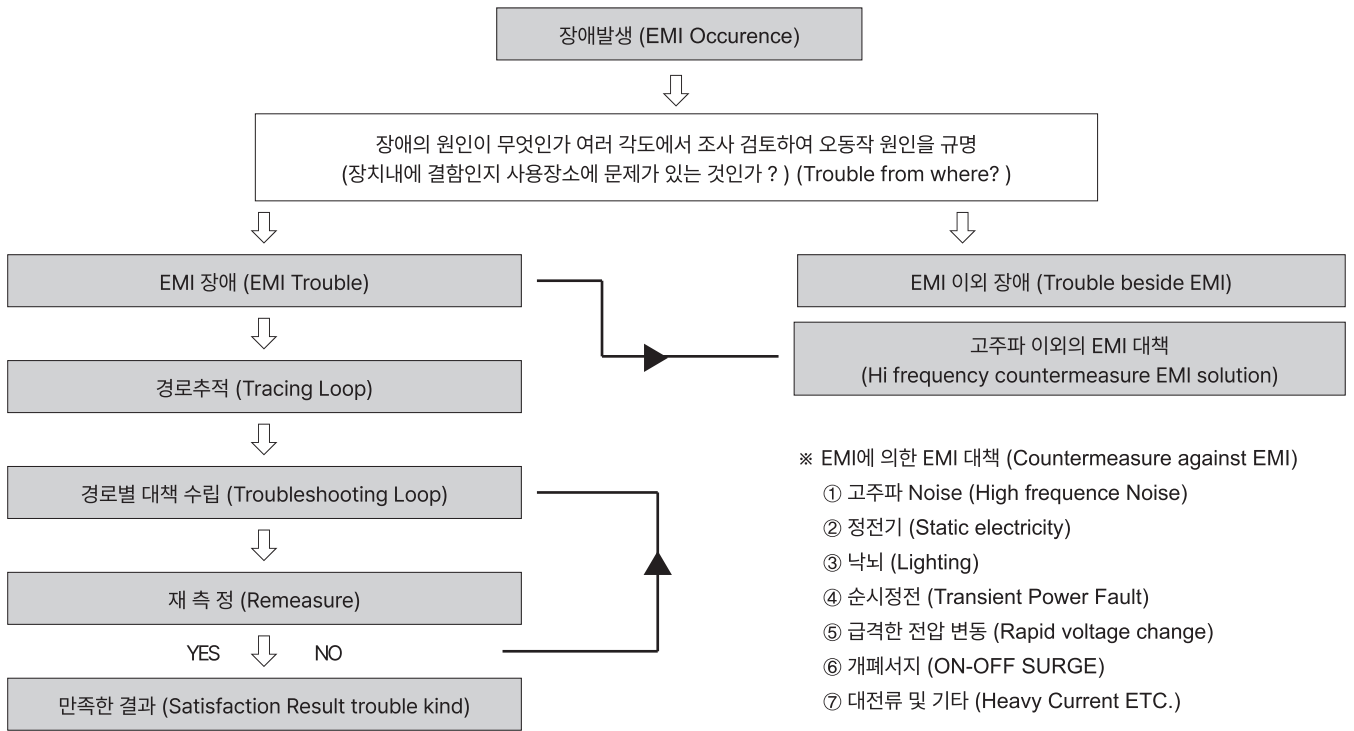 장애발생 (EMI Occurence)
장애의 원인이 무엇인가 여러 각도에서 조사 검토하여 오동작 원인을 규명
(장치내에 결함인지 사용장소에 문제가 있는 것인가 ? ) (Trouble from where? )
EMI 장애 (EMI Trouble)
EMI 이외 장애 (Trouble beside EMI)
고주파 이외의 EMI 대책
(Hi frequency countermeasure EMI solution)
경로추적 (Tracing Loop)
경로별 대책 수립 (Troubleshooting Loop)
재 측 정 (Remeasure)
YES NO
만족한 결과 (Satisfaction Result trouble kind)
※ EMI에 의한 EMI 대책 (Countermeasure against EMI)
① 고주파 Noise (High frequence Noise)
② 정전기 (Static electricity)
③ 낙뇌 (Lighting)
④ 순시정전 (Transient Power Fault)
⑤ 급격한 전압 변동 (Rapid voltage change)
⑥ 개폐서지 (ON-OFF SURGE)
⑦ 대전류 및 기타 (Heavy Current ETC.)